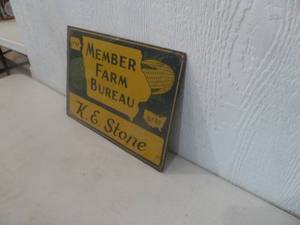 MEMBER
FARM
BUREAU
K. E. Stone